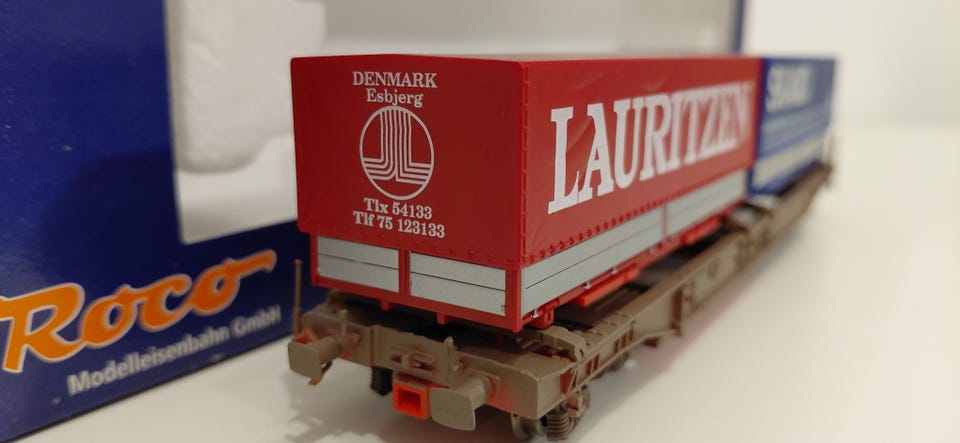 DENMARK
Esbjerg
Tlx 54133
Tlf 75 123133
LAURITZEN
Roco
Modelleisenbahn GmbH